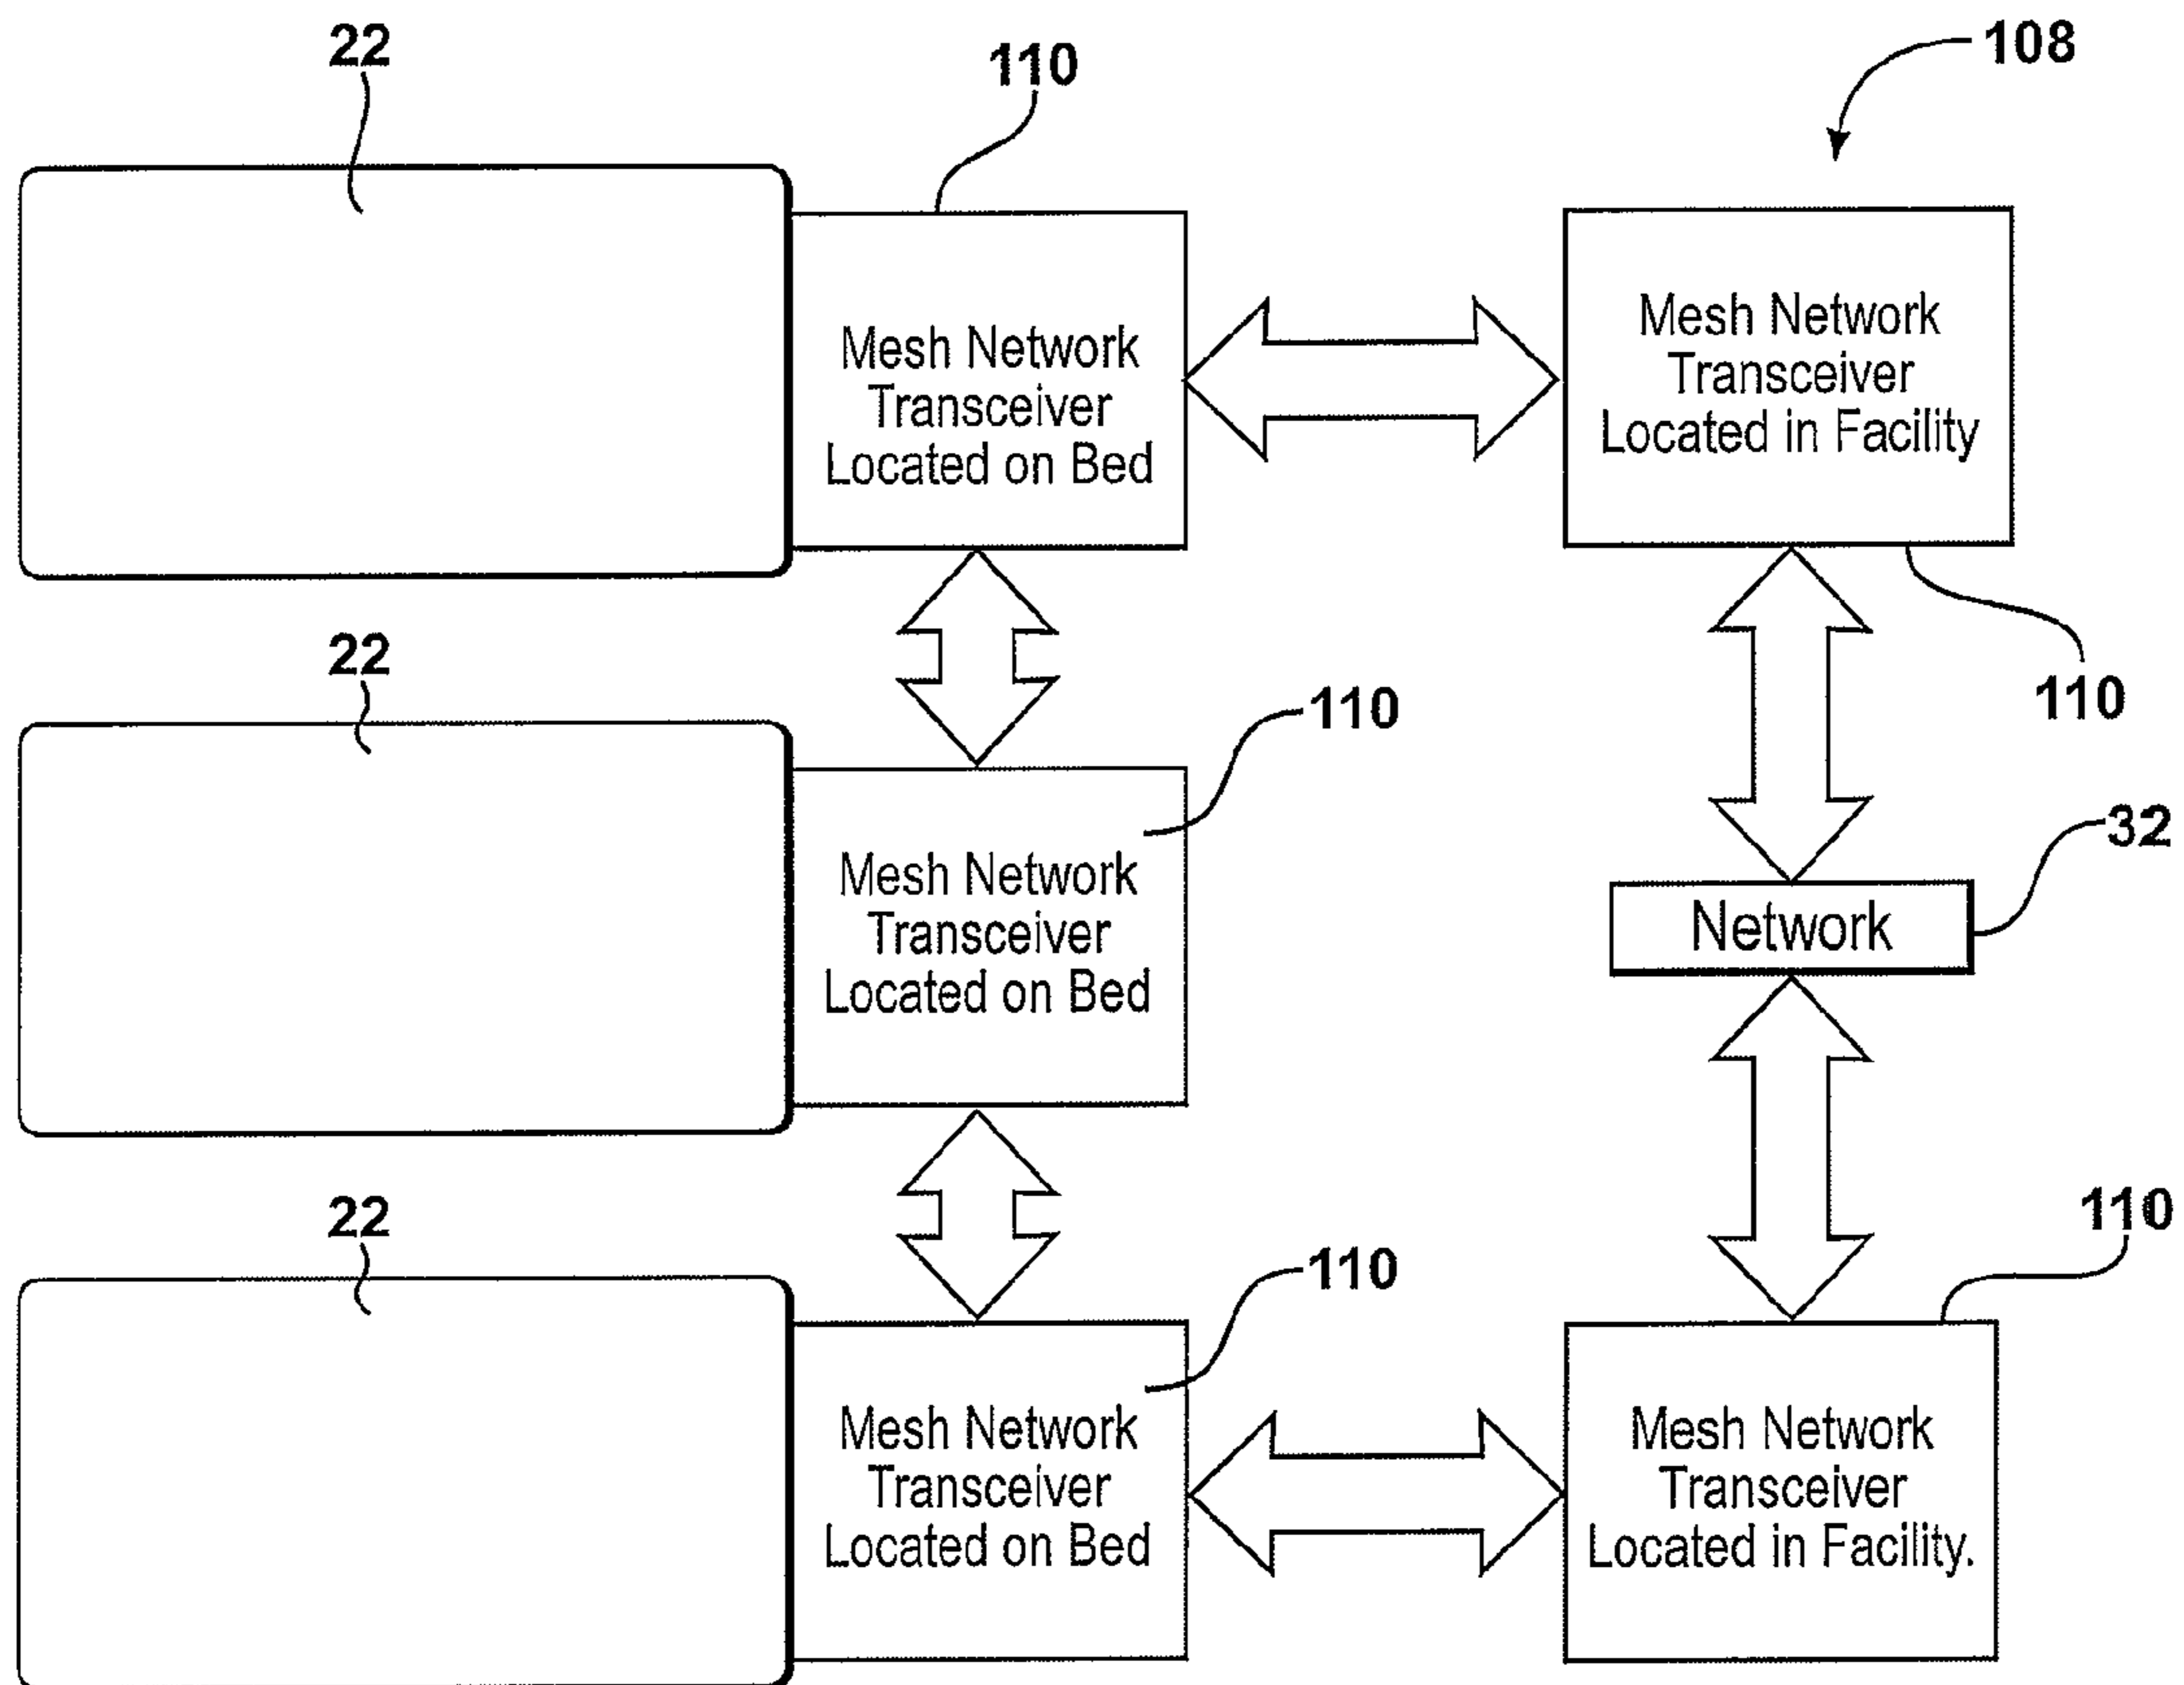 22
110
108
Mesh Network
Transceiver
Located on Bed
Mesh Network
Transceiver
Located in Facility
110
22
110
Mesh Network
Transceiver
Located on Bed
32
Network
22
110
Mesh Network
Transceiver
Located on Bed
110
Mesh Network
Transceiver
Located in Facility.